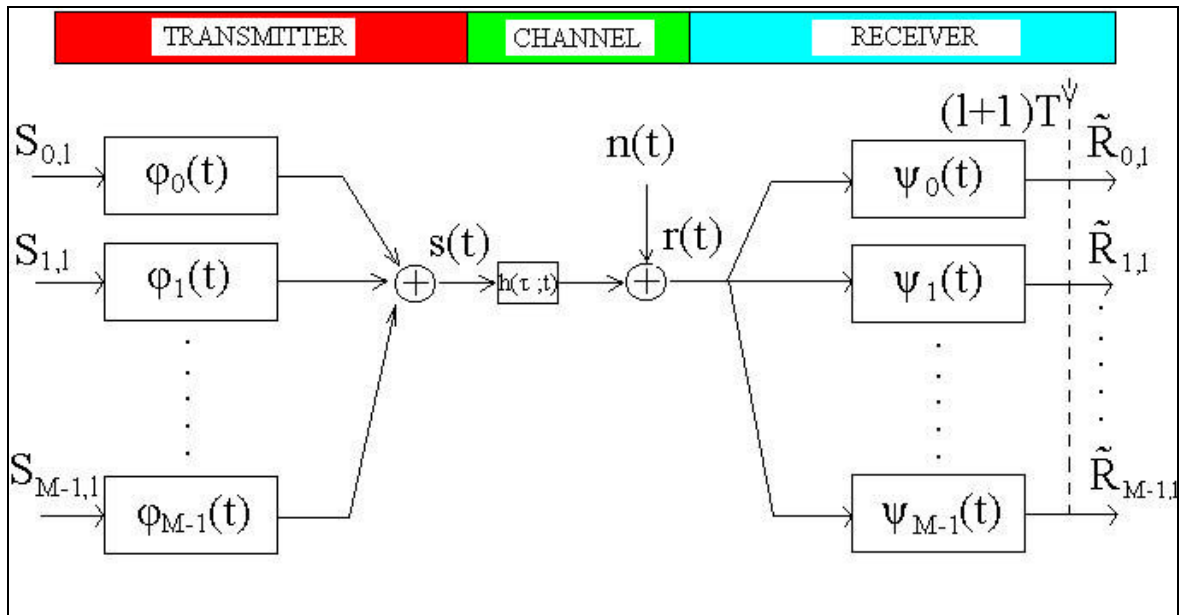 TRANSMITTER CHANNEL RECEIVER
(l+1)T
S0,l φ0(t) n(t) ψ0(t) R̃0,l
S1,l φ1(t) s(t) h(τ ;t) r(t) ψ1(t) R̃1,l
SM-1,l φM-1(t) ψM-1(t) R̃M-1,l